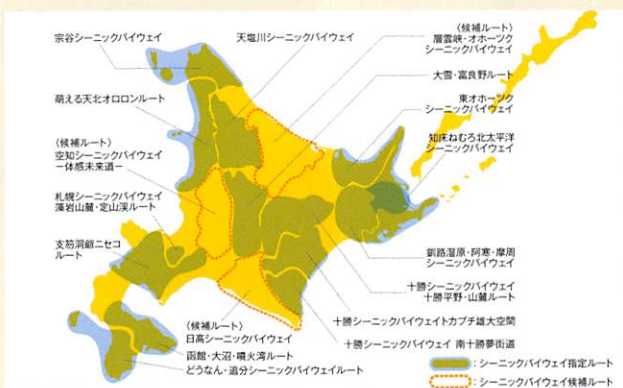 宗谷シーニックバイウェイ
天塩川シーニックバイウェイ
(候補ルート)
層雲峡・オホーツク
シーニックバイウェイ
大雪・富良野ルート
東オホーツク
シーニックバイウェイ
萌える天北オロロンルート
知床ねむろ北太平洋
シーニックバイウェイ
(候補ルート)
空知シーニックバイウェイ
ー体感未来道ー
札幌シーニックバイウェイ
藻岩山麓・定山渓ルート
支笏洞爺ニセコ
ルート
釧路湿原・阿寒・摩周
シーニックバイウェイ
十勝シーニックバイウェイ
十勝平野・山麓ルート
十勝シーニックバイウェイトカプチ雄大空間
十勝シーニックバイウェイ 南十勝夢街道
(候補ルート)
日高シーニックバイウェイ
函館・大沼・噴火湾ルート
どうなん・追分シーニックバイウェイルート
:シーニックバイウェイ指定ルート
:シーニックバイウェイ候補ルート